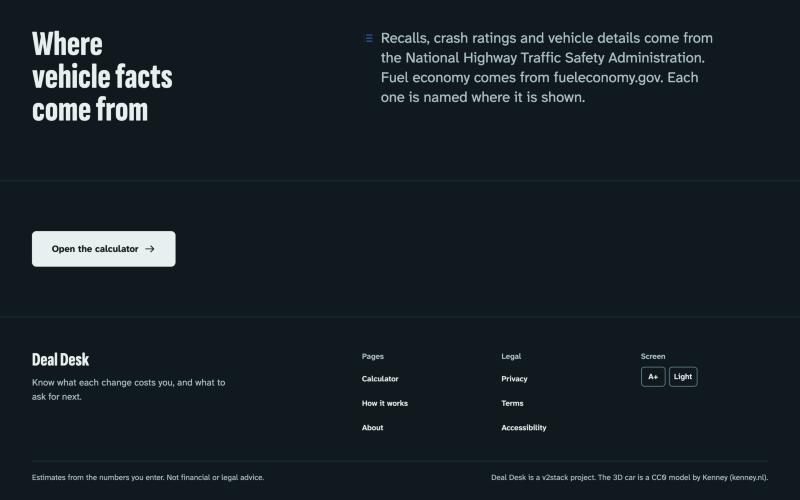 Where
vehicle facts
come from
Recalls, crash ratings and vehicle details come from
the National Highway Traffic Safety Administration.
Fuel economy comes from fueleconomy.gov. Each
one is named where it is shown.
Open the calculator →
Deal Desk
Know what each change costs you, and what to
ask for next.
Pages
Calculator
How it works
About
Legal
Privacy
Terms
Accessibility
Screen
A+ Light
Estimates from the numbers you enter. Not financial or legal advice.
Deal Desk is a v2stack project. The 3D car is a CC0 model by Kenney (kenney.nl).